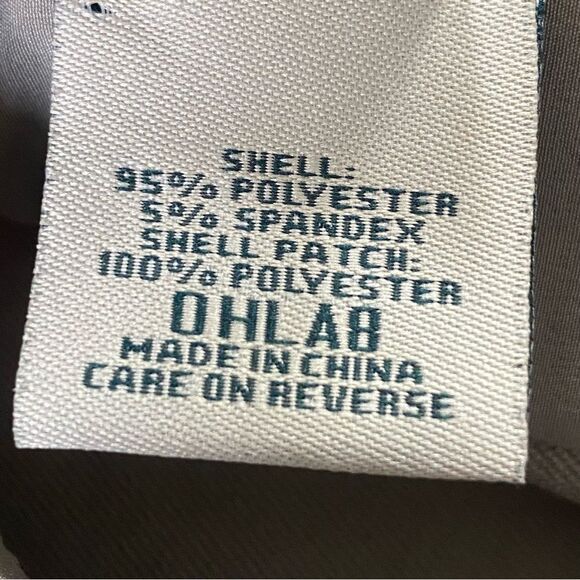 SHELL:
95% POLYESTER
5% SPANDEX
SHELL PATCH:
100% POLYESTER
OHLA8
MADE IN CHINA
CARE ON REVERSE